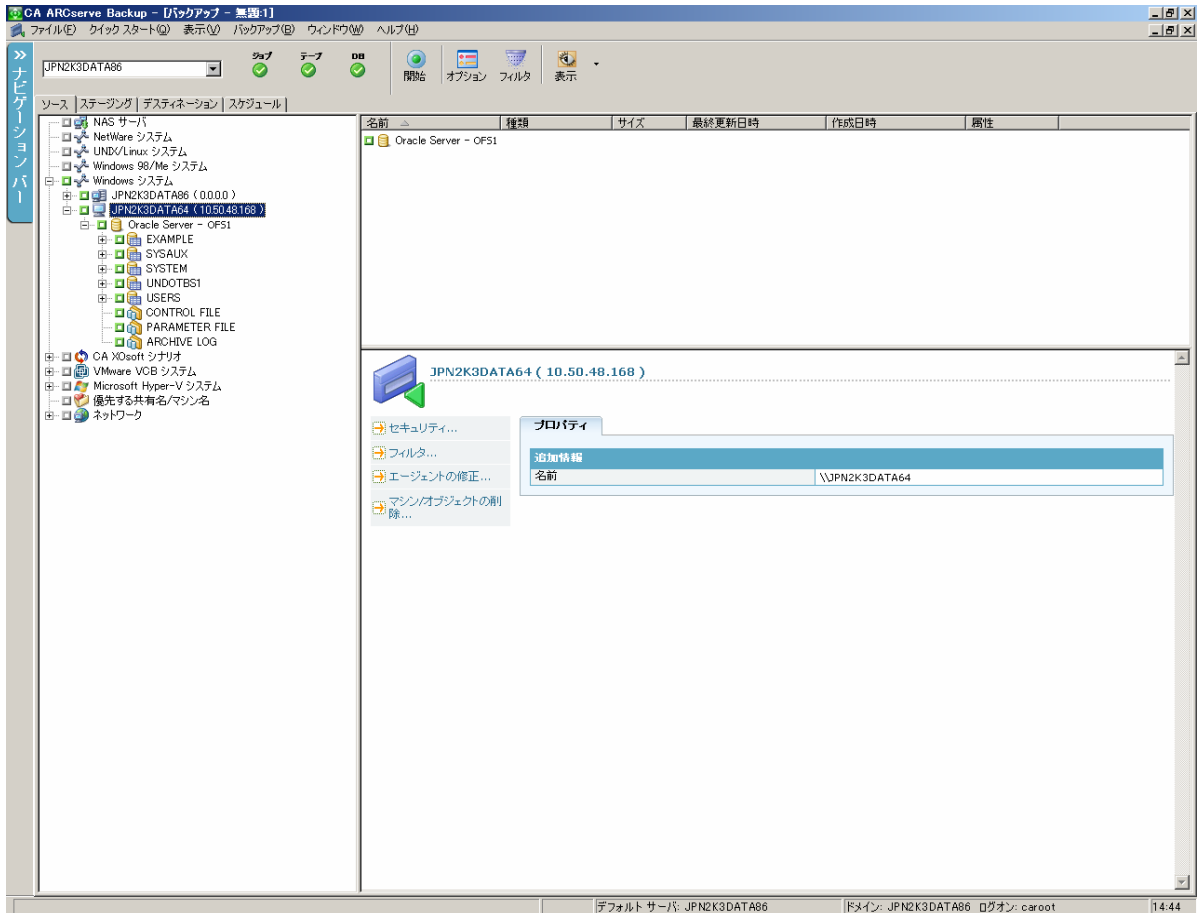 CA ARCserve Backup - [バックアップ - 無題:1]
ファイル(F) クイック スタート(Q) 表示(V) バックアップ(B) ウィンドウ(W) ヘルプ(H)
ナビゲーション バー
JPN2K3DATA86
ジョブ テープ DB
開始 オプション フィルタ 表示
ソース ステージング デスティネーション スケジュール
NAS サーバ
NetWare システム
UNIX/Linux システム
Windows 98/Me システム
Windows システム
JPN2K3DATA86 ( 0.0.0.0 )
JPN2K3DATA64 ( 10.50.48.168 )
Oracle Server - OFS1
EXAMPLE
SYSAUX
SYSTEM
UNDOTBS1
USERS
CONTROL FILE
PARAMETER FILE
ARCHIVE LOG
CA XOsoft シナリオ
VMware VCB システム
Microsoft Hyper-V システム
優先する共有名/マシン名
ネットワーク
名前 種類 サイズ 最終更新日時 作成日時 属性
Oracle Server - OFS1
JPN2K3DATA64 ( 10.50.48.168 )
セキュリティ...
フィルタ...
エージェントの修正...
マシン/オブジェクトの削
除...
プロパティ
追加情報
名前 \\JPN2K3DATA64
デフォルト サーバ: JPN2K3DATA86 ドメイン: JPN2K3DATA86 ログオン: caroot 14:44